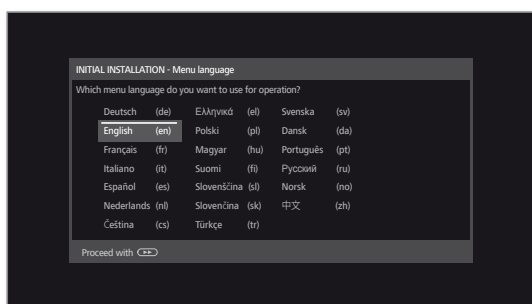 INITIAL INSTALLATION - Menu language
Which menu language do you want to use for operation?
Deutsch (de) Ελληνικά (el) Svenska (sv)
English (en) Polski (pl) Dansk (da)
Français (fr) Magyar (hu) Português (pt)
Italiano (it) Suomi (fi) Русский (ru)
Español (es) Slovenščina (sl) Norsk (no)
Nederlands (nl) Slovenčina (sk) 中文 (zh)
Čeština (cs) Türkçe (tr)
Proceed with